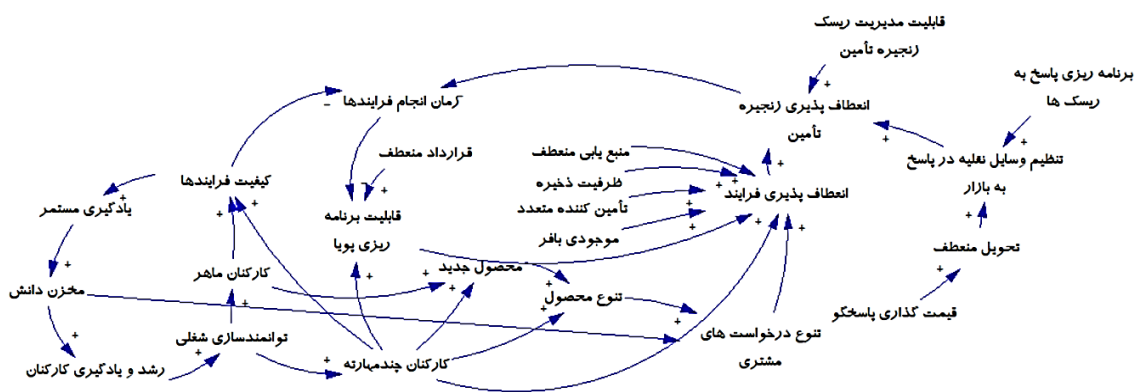 قابلیت مدیریت ریسک
زنجیره تأمین
برنامه ریزی پاسخ به
ریسک ها
زمان انجام فرایندها
انعطاف پذیری زنجیره
تأمین
قرارداد منعطف
منبع یابی منعطف
تنظیم وسایل نقلیه در پاسخ
به بازار
کیفیت فرایندها
ظرفیت ذخیره
انعطاف پذیری فرایند
یادگیری مستمر
قابلیت برنامه
ریزی پویا
تأمین کننده متعدد
موجودی بافر
تحویل منعطف
کارکنان ماهر
محصول جدید
مخزن دانش
تنوع محصول
قیمت گذاری پاسخگو
توانمندسازی شغلی
تنوع درخواست های
مشتری
رشد و یادگیری کارکنان
کارکنان چندمهارته